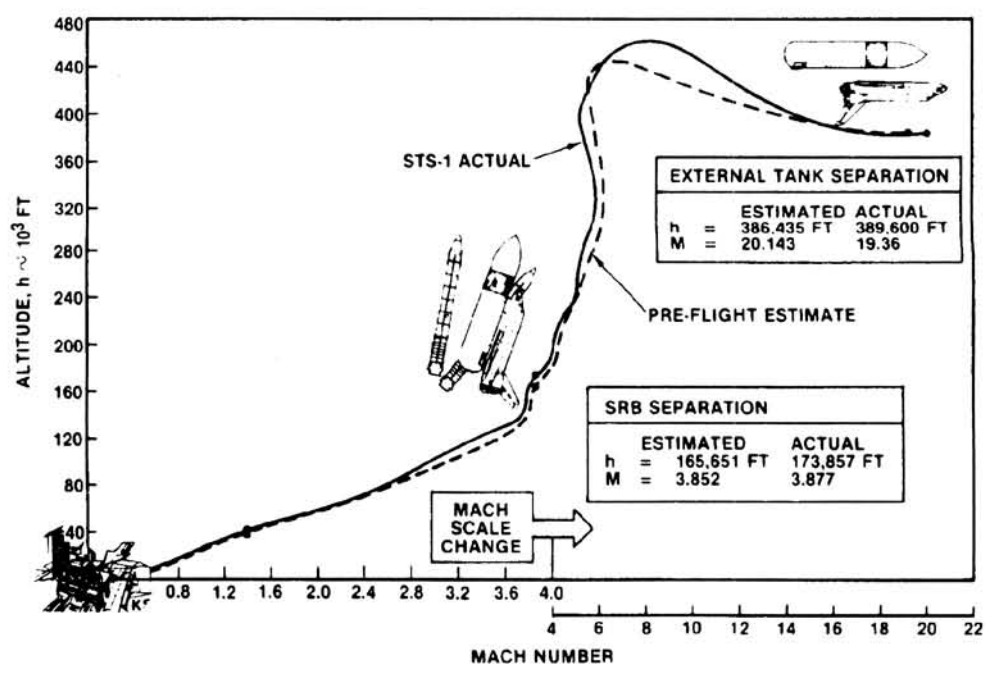 480
440
400
360
320
280
240
200
160
120
80
40
ALTITUDE, h ~ 10³ FT
STS-1 ACTUAL
EXTERNAL TANK SEPARATION
ESTIMATED ACTUAL
h = 386,435 FT 389,600 FT
M = 20.143 19.36
PRE-FLIGHT ESTIMATE
SRB SEPARATION
ESTIMATED ACTUAL
h = 165,651 FT 173,857 FT
M = 3.852 3.877
MACH
SCALE
CHANGE
0.8 1.2 1.6 2.0 2.4 2.8 3.2 3.6 4.0
4 6 8 10 12 14 16 18 20 22
MACH NUMBER